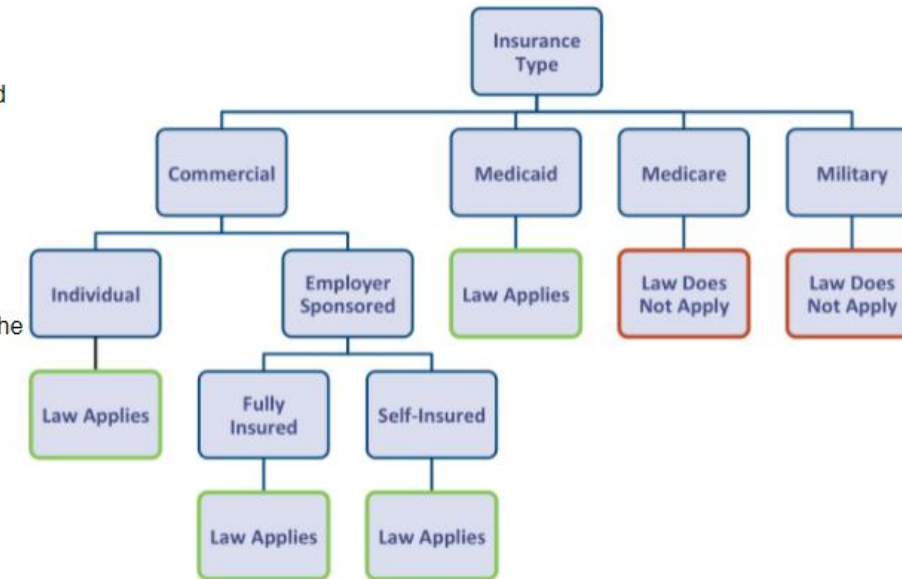 Insurance
Type
d
Commercial
Medicaid
Medicare
Military
Individual
Employer
Sponsored
Law Applies
Law Does
Not Apply
Law Does
Not Apply
he
Law Applies
Fully
Insured
Self-Insured
Law Applies
Law Applies